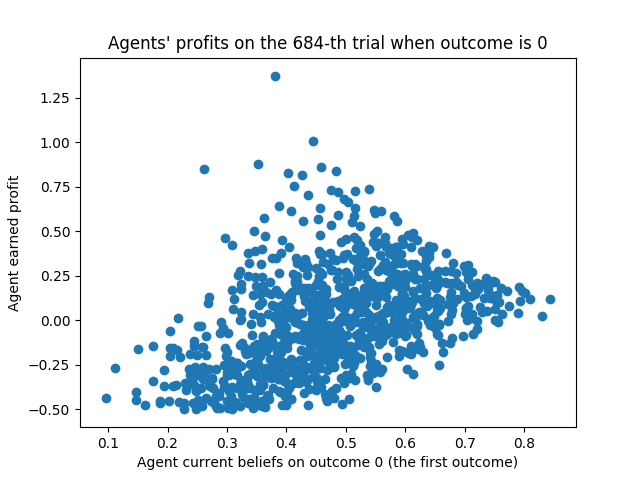 Agents' profits on the 684-th trial when outcome is 0
1.25
1.00
0.75
0.50
0.25
0.00
−0.25
−0.50
Agent earned profit
0.1 0.2 0.3 0.4 0.5 0.6 0.7 0.8
Agent current beliefs on outcome 0 (the first outcome)